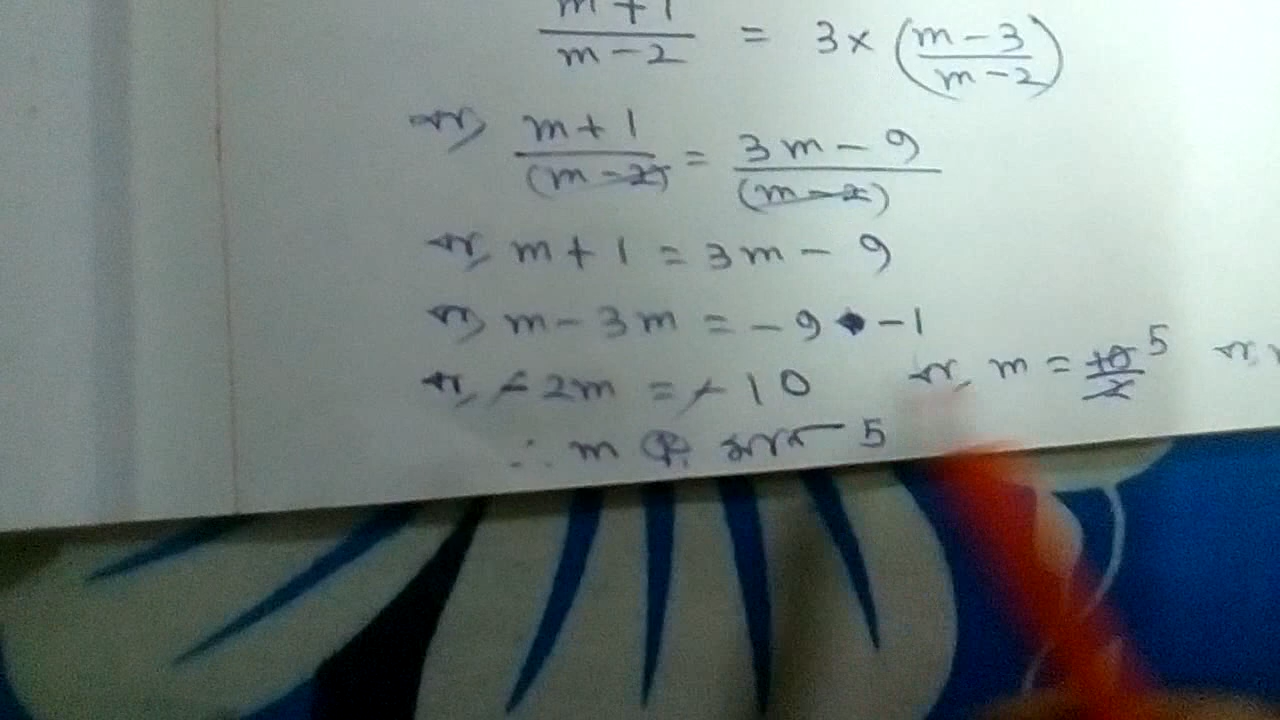 m+1/m-2 = 3× (m-3/m-2)
বা, m+1/(m-2) = 3m-9/(m-2)
বা, m+1 = 3m-9
বা, m-3m = -9 -1
বা, -2m = -10 বা, m = 10/2 5 বা,
∴ m এর মান 5